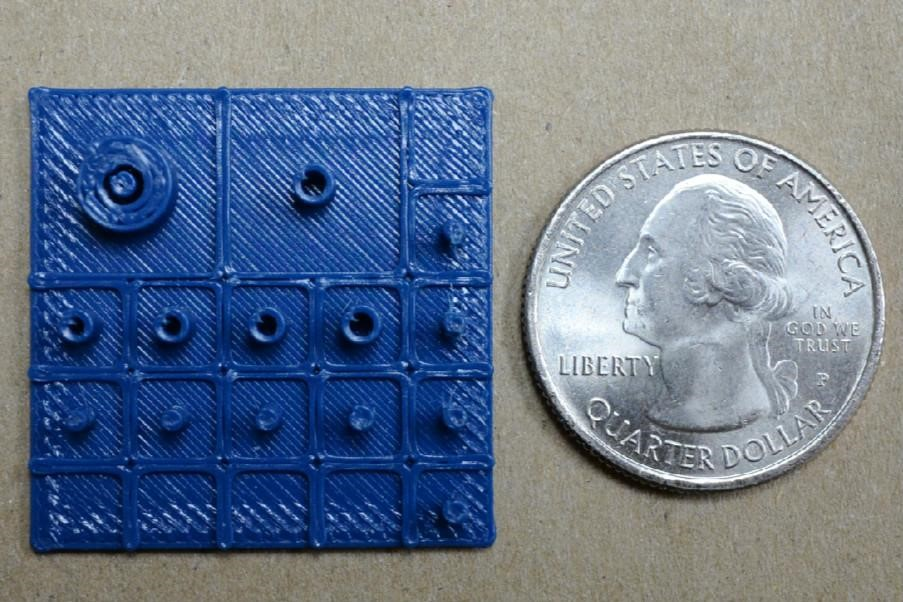 UNITED STATES OF AMERICA
IN
GOD WE
TRUST
LIBERTY
P
QUARTER DOLLAR